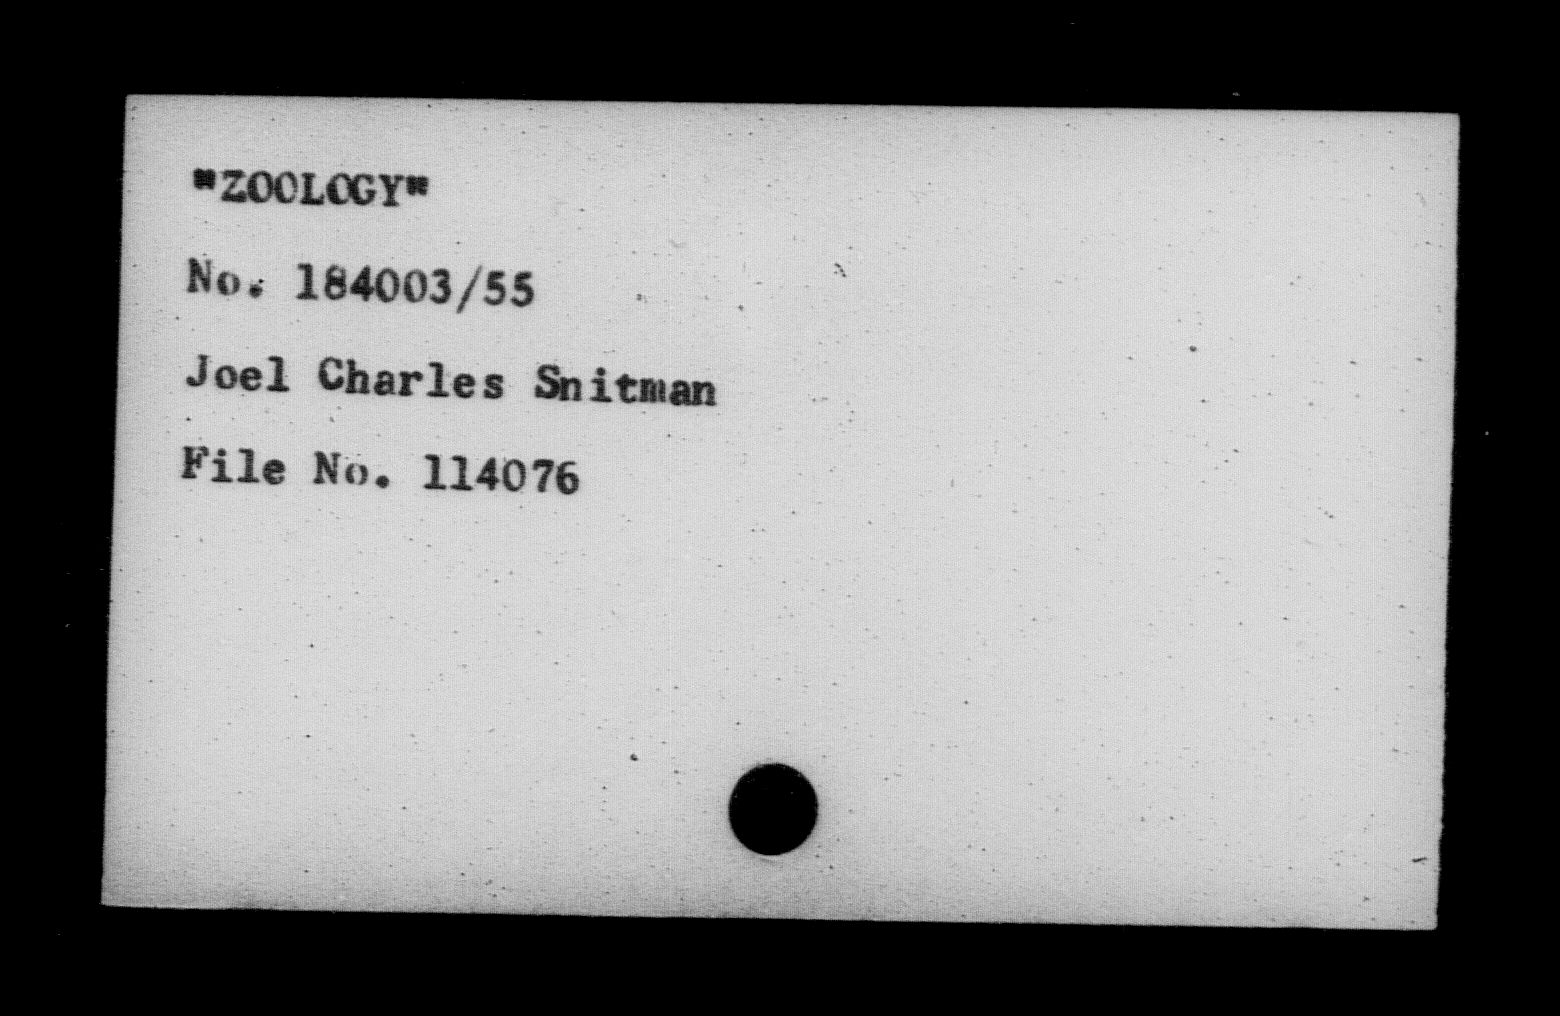 "ZOOLOGY"
No. 184003/55
Joel Charles Snitman
File No. 114076